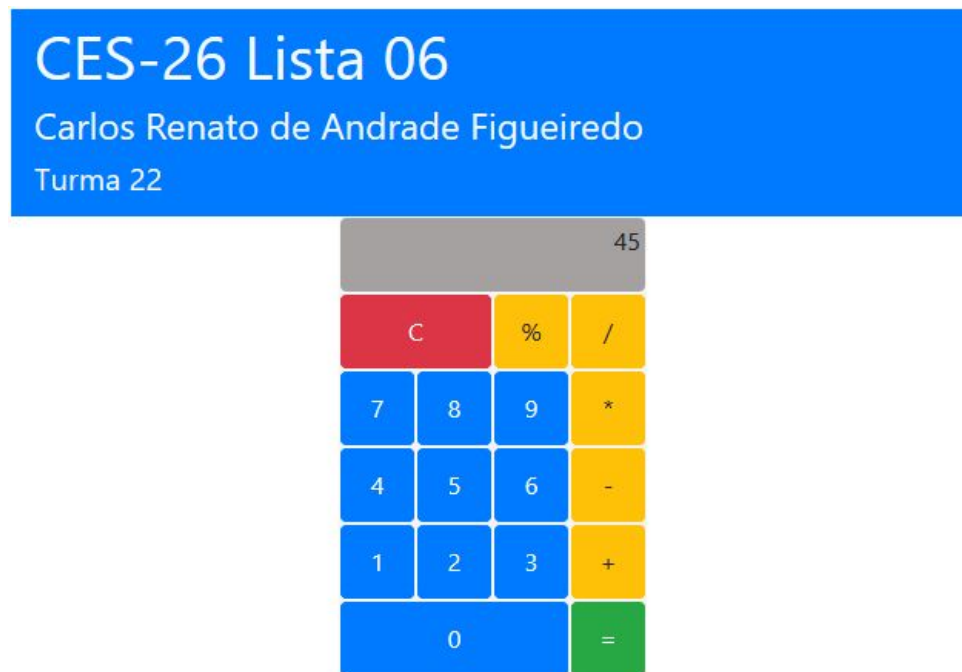 CES-26 Lista 06
Carlos Renato de Andrade Figueiredo
Turma 22
45
C % /
7 8 9 *
4 5 6 -
1 2 3 +
0 =